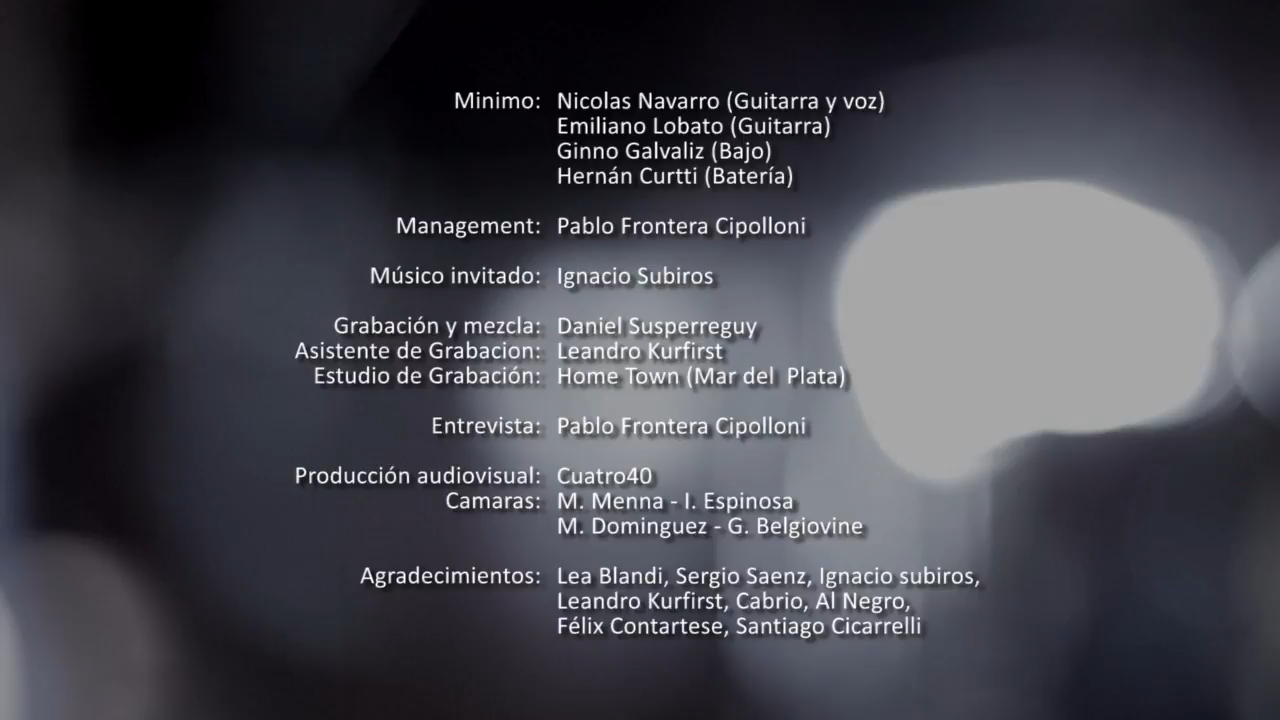 Minimo: Nicolas Navarro (Guitarra y voz)
Emiliano Lobato (Guitarra)
Ginno Galvaliz (Bajo)
Hernán Curtti (Batería)
Management: Pablo Frontera Cipolloni
Músico invitado: Ignacio Subiros
Grabación y mezcla: Daniel Susperreguy
Asistente de Grabacion: Leandro Kurfirst
Estudio de Grabación: Home Town (Mar del  Plata)
Entrevista: Pablo Frontera Cipolloni
Producción audiovisual: Cuatro40
Camaras: M. Menna - I. Espinosa
M. Dominguez - G. Belgiovine
Agradecimientos: Lea Blandi, Sergio Saenz, Ignacio subiros,
Leandro Kurfirst, Cabrio, Al Negro,
Félix Contartese, Santiago Cicarrelli